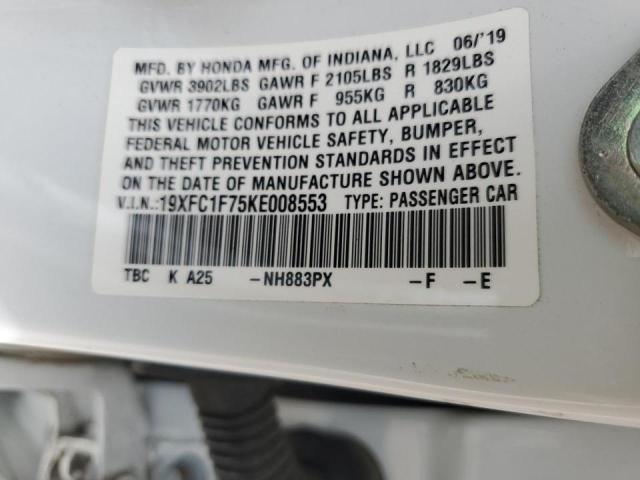 MFD. BY HONDA MFG. OF INDIANA, LLC 06/'19
GVWR 3902LBS GAWR F 2105LBS R 1829LBS
GVWR 1770KG GAWR F 955KG R 830KG
THIS VEHICLE CONFORMS TO ALL APPLICABLE
FEDERAL MOTOR VEHICLE SAFETY, BUMPER,
AND THEFT PREVENTION STANDARDS IN EFFECT
ON THE DATE OF MANUFACTURE SHOWN ABOVE.
V.I.N.:19XFC1F75KE008553 TYPE: PASSENGER CAR
TBC K A25 -NH883PX -F -E